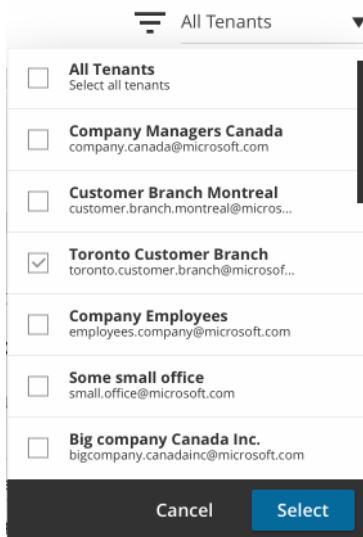 All Tenants
All Tenants
Select all tenants
Company Managers Canada
company.canada@microsoft.com
Customer Branch Montreal
customer.branch.montreal@micros...
Toronto Customer Branch
toronto.customer.branch@microsof...
Company Employees
employees.company@microsoft.com
Some small office
small.office@microsoft.com
Big company Canada Inc.
bigcompany.canadainc@microsoft.com
Cancel Select